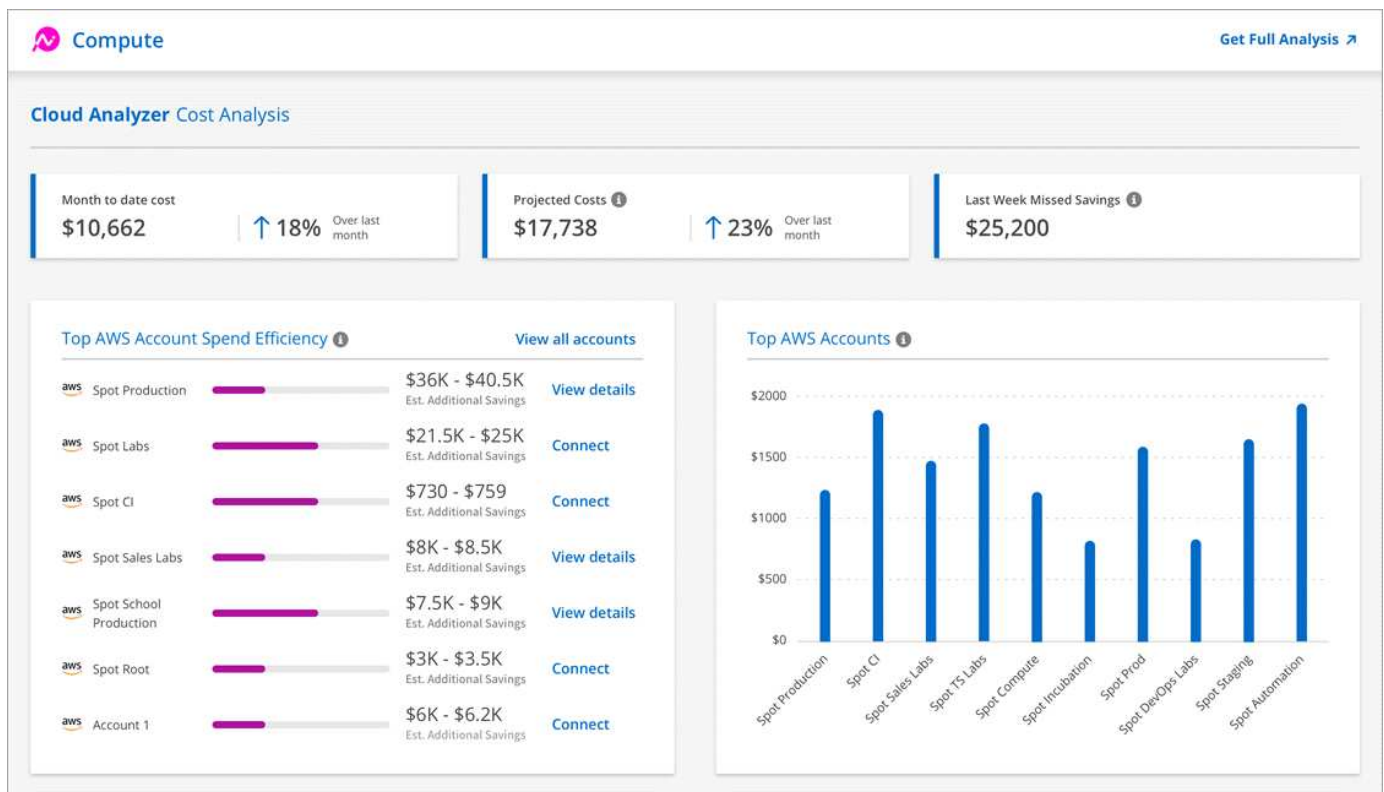 Compute
Get Full Analysis ↗
Cloud Analyzer Cost Analysis
Month to date cost
$10,662
↑ 18%
Over last
month
Projected Costs
$17,738
↑ 23%
Over last
month
Last Week Missed Savings
$25,200
Top AWS Account Spend Efficiency
View all accounts
aws Spot Production
$36K - $40.5K
Est. Additional Savings
View details
aws Spot Labs
$21.5K - $25K
Est. Additional Savings
Connect
aws Spot CI
$730 - $759
Est. Additional Savings
Connect
aws Spot Sales Labs
$8K - $8.5K
Est. Additional Savings
View details
aws Spot School
Production
$7.5K - $9K
Est. Additional Savings
View details
aws Spot Root
$3K - $3.5K
Est. Additional Savings
Connect
aws Account 1
$6K - $6.2K
Est. Additional Savings
Connect
Top AWS Accounts
$2000
$1500
$1000
$500
$0
Spot Production
Spot CI
Spot Sales Labs
Spot TS Labs
Spot Compute
Spot Incubation
Spot Prod
Spot DevOps Labs
Spot Staging
Spot Automation